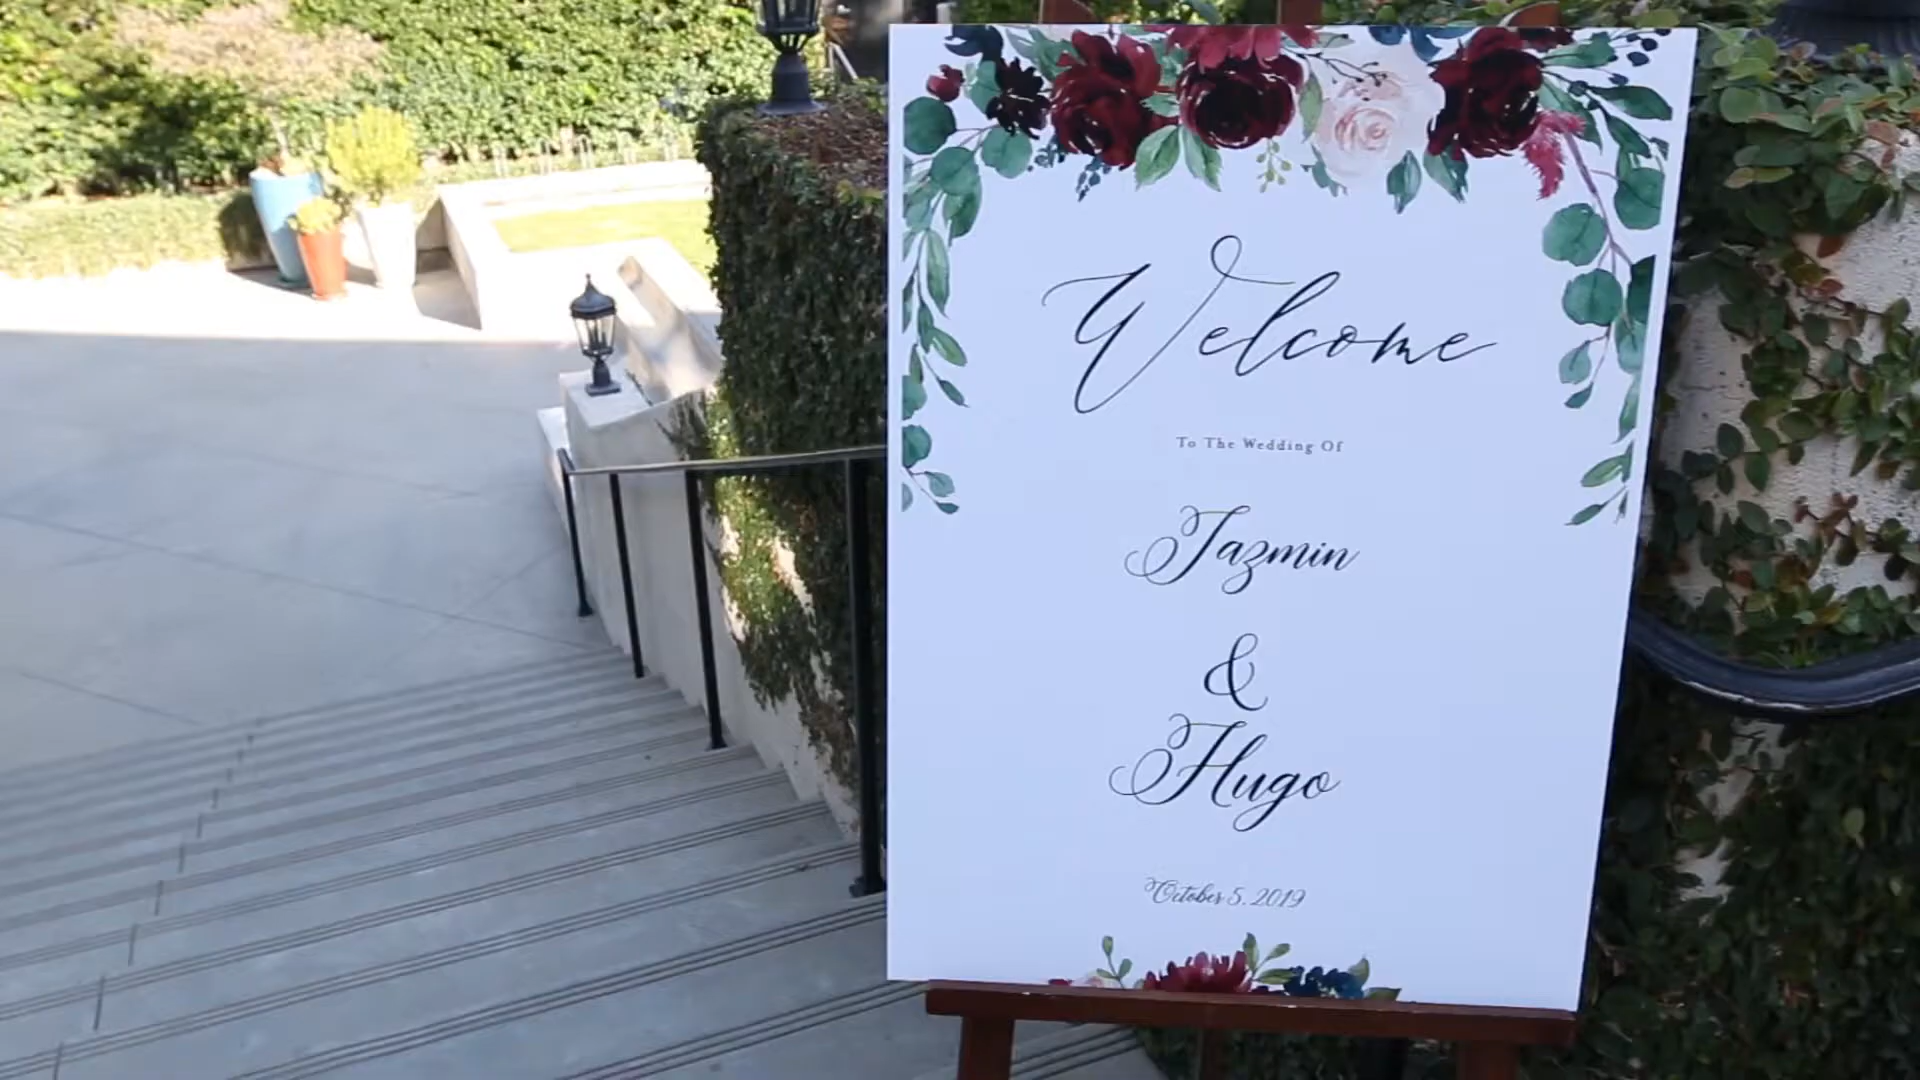 Welcome
To The Wedding Of
Jazmin
&
Hugo
October 5, 2019